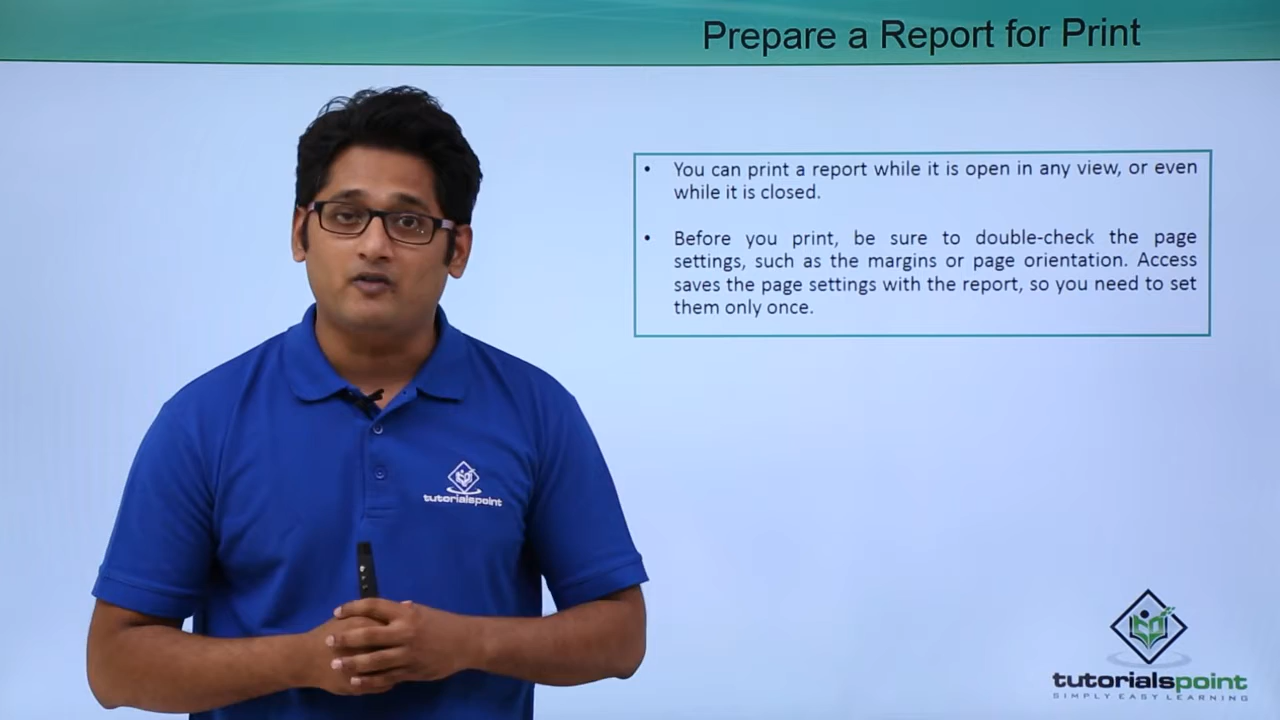 Prepare a Report for Print
• You can print a report while it is open in any view, or even
while it is closed.
• Before you print, be sure to double-check the page
settings, such as the margins or page orientation. Access
saves the page settings with the report, so you need to set
them only once.
tutorialspoint
tutorialspoint
SIMPLY EASY LEARNING